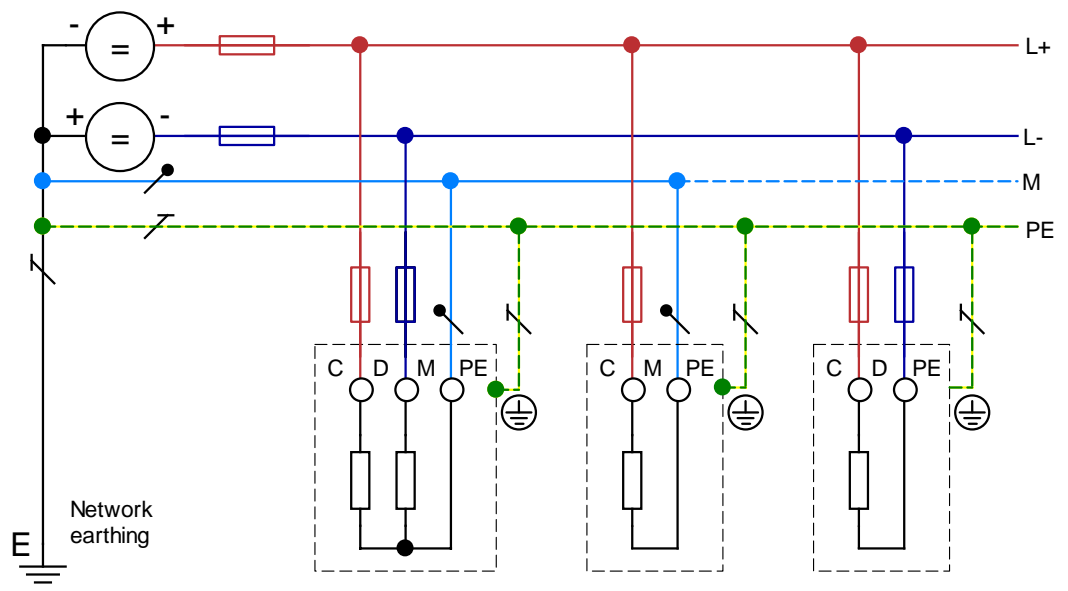 - +
=
L+
+ -
=
L-
M
PE
C D M PE
C M PE
C D PE
Network
earthing
E